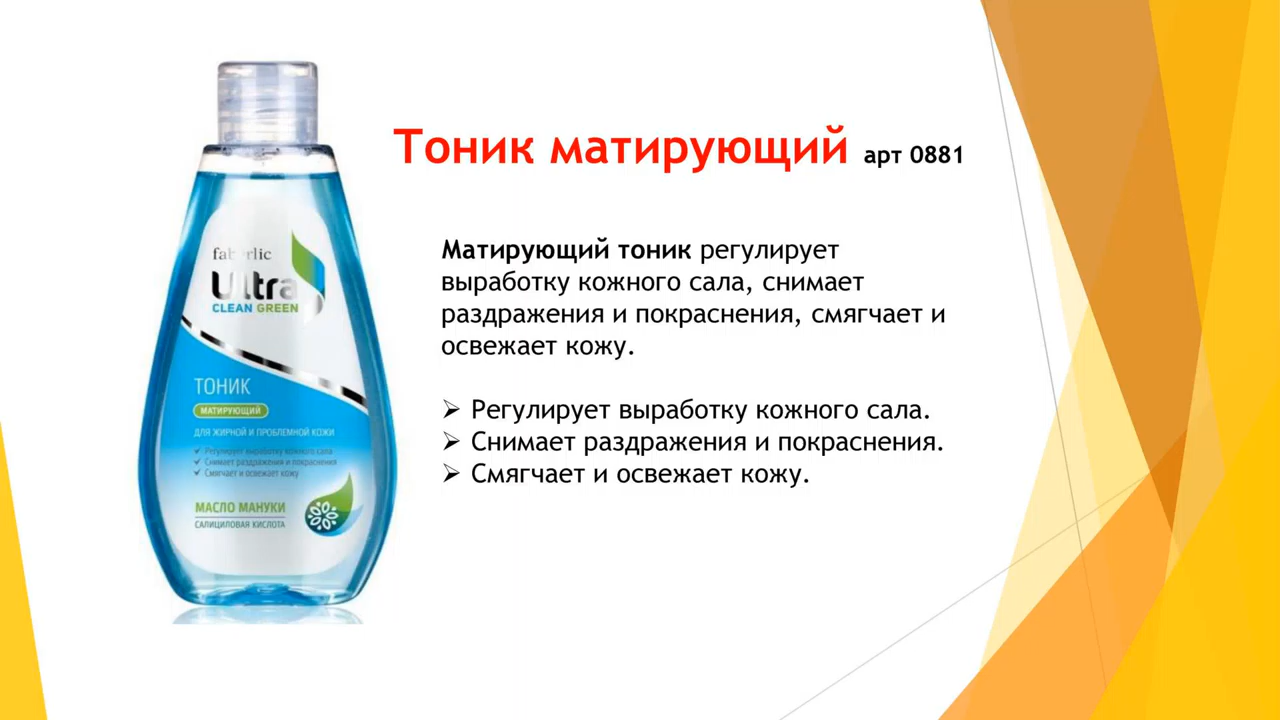 Тоник матирующий арт 0881
Матирующий тоник регулирует
выработку кожного сала, снимает
раздражения и покраснения, смягчает и
освежает кожу.
Регулирует выработку кожного сала.
Снимает раздражения и покраснения.
Смягчает и освежает кожу.
faberlic
Ultra
CLEAN GREEN
ТОНИК
МАТИРУЮЩИЙ
ДЛЯ ЖИРНОЙ И ПРОБЛЕМНОЙ КОЖИ
Регулирует выработку кожного сала
Снимает раздражения и покраснения
Смягчает и освежает кожу
МАСЛО МАНУКИ
САЛИЦИЛОВАЯ КИСЛОТА